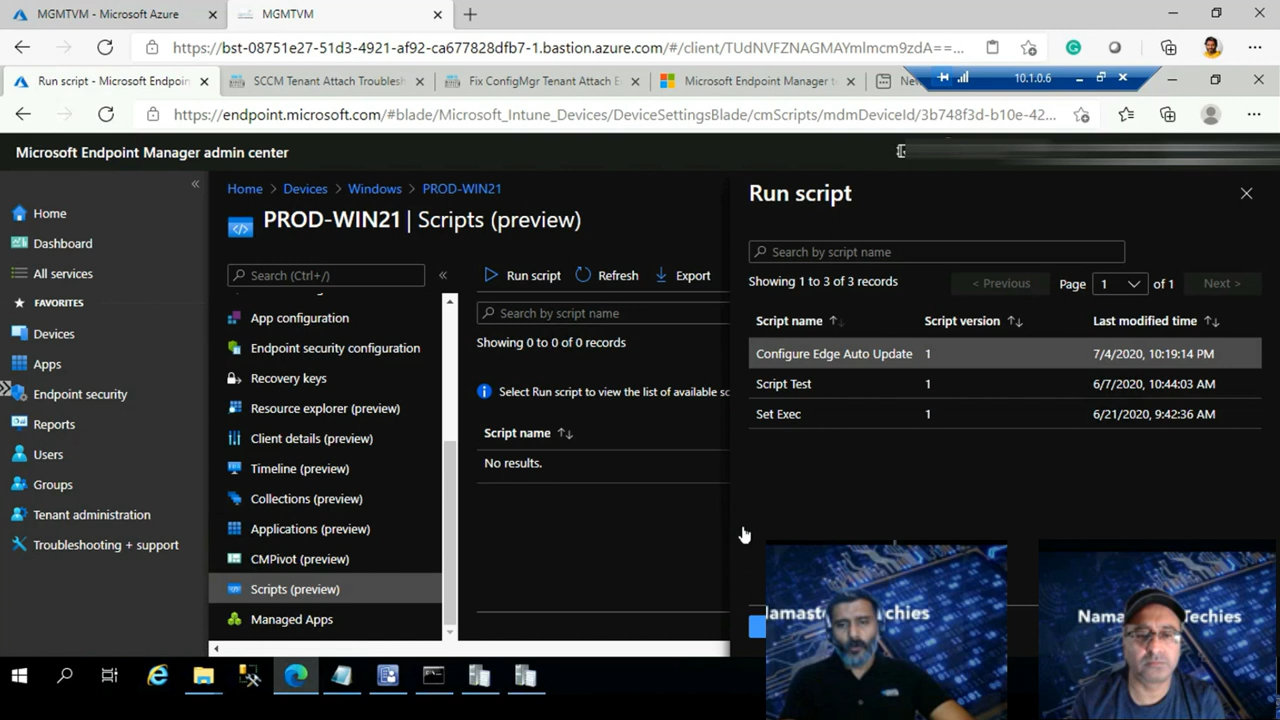 MGMTVM - Microsoft Azure
MGMTVM
https://bst-08751e27-51d3-4921-af92-ca677828dfb7-1.bastion.azure.com/#/client/TUdNVFZNAGMAYmlmcm9zdA==...
Run script - Microsoft Endpoin
SCCM Tenant Attach Troublesh
Fix ConfigMgr Tenant Attach E
Microsoft Endpoint Manager t
10.1.0.6
https://endpoint.microsoft.com/#blade/Microsoft_Intune_Devices/DeviceSettingsBlade/cmScripts/mdmDeviceId/3b748f3d-b10e-42...
Microsoft Endpoint Manager admin center
Home
Dashboard
All services
FAVORITES
Devices
Apps
Endpoint security
Reports
Users
Groups
Tenant administration
Troubleshooting + support
Home > Devices > Windows > PROD-WIN21
PROD-WIN21 | Scripts (preview)
Search (Ctrl+/)
App configuration
Endpoint security configuration
Recovery keys
Resource explorer (preview)
Client details (preview)
Timeline (preview)
Collections (preview)
Applications (preview)
CMPivot (preview)
Scripts (preview)
Managed Apps
Run script
Refresh
Export
Search by script name
Showing 0 to 0 of 0 records
Select Run script to view the list of available sc
Script name
No results.
Run script
Search by script name
Showing 1 to 3 of 3 records
< Previous
Page 1 of 1
Next >
Script name Script version Last modified time
Configure Edge Auto Update 1 7/4/2020, 10:19:14 PM
Script Test 1 6/7/2020, 10:44:03 AM
Set Exec 1 6/21/2020, 9:42:36 AM